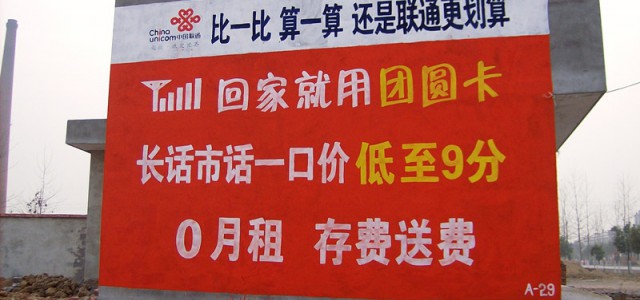 China
unicom中国联通
比一比 算一算 还是联通更划算
回家就用团圆卡
长话市话一口价 低至9分
0月租 存费送费
A-29